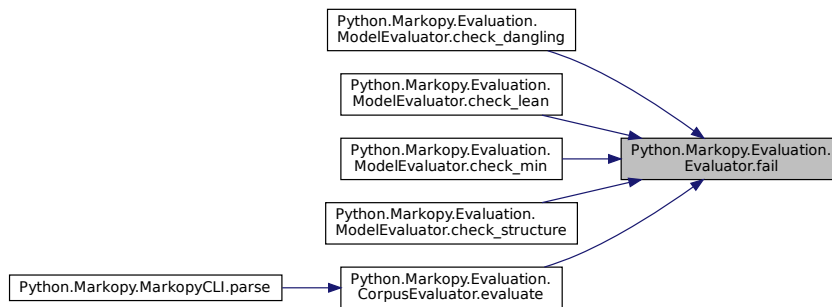 Python.Markopy.Evaluation.
ModelEvaluator.check_dangling
Python.Markopy.Evaluation.
ModelEvaluator.check_lean
Python.Markopy.Evaluation.
ModelEvaluator.check_min
Python.Markopy.Evaluation.
Evaluator.fail
Python.Markopy.Evaluation.
ModelEvaluator.check_structure
Python.Markopy.MarkopyCLI.parse
Python.Markopy.Evaluation.
CorpusEvaluator.evaluate